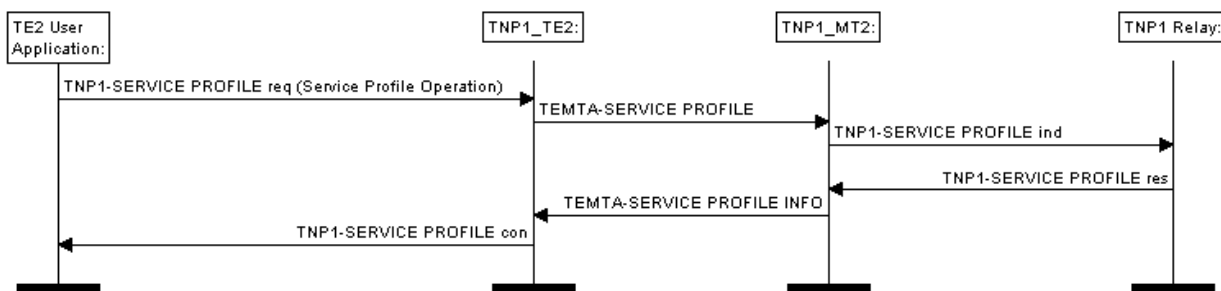 TE2 User
Application:
TNP1_TE2:
TNP1_MT2:
TNP1 Relay:
TNP1-SERVICE PROFILE req (Service Profile Operation)
TEMTA-SERVICE PROFILE
TNP1-SERVICE PROFILE ind
TNP1-SERVICE PROFILE res
TEMTA-SERVICE PROFILE INFO
TNP1-SERVICE PROFILE con